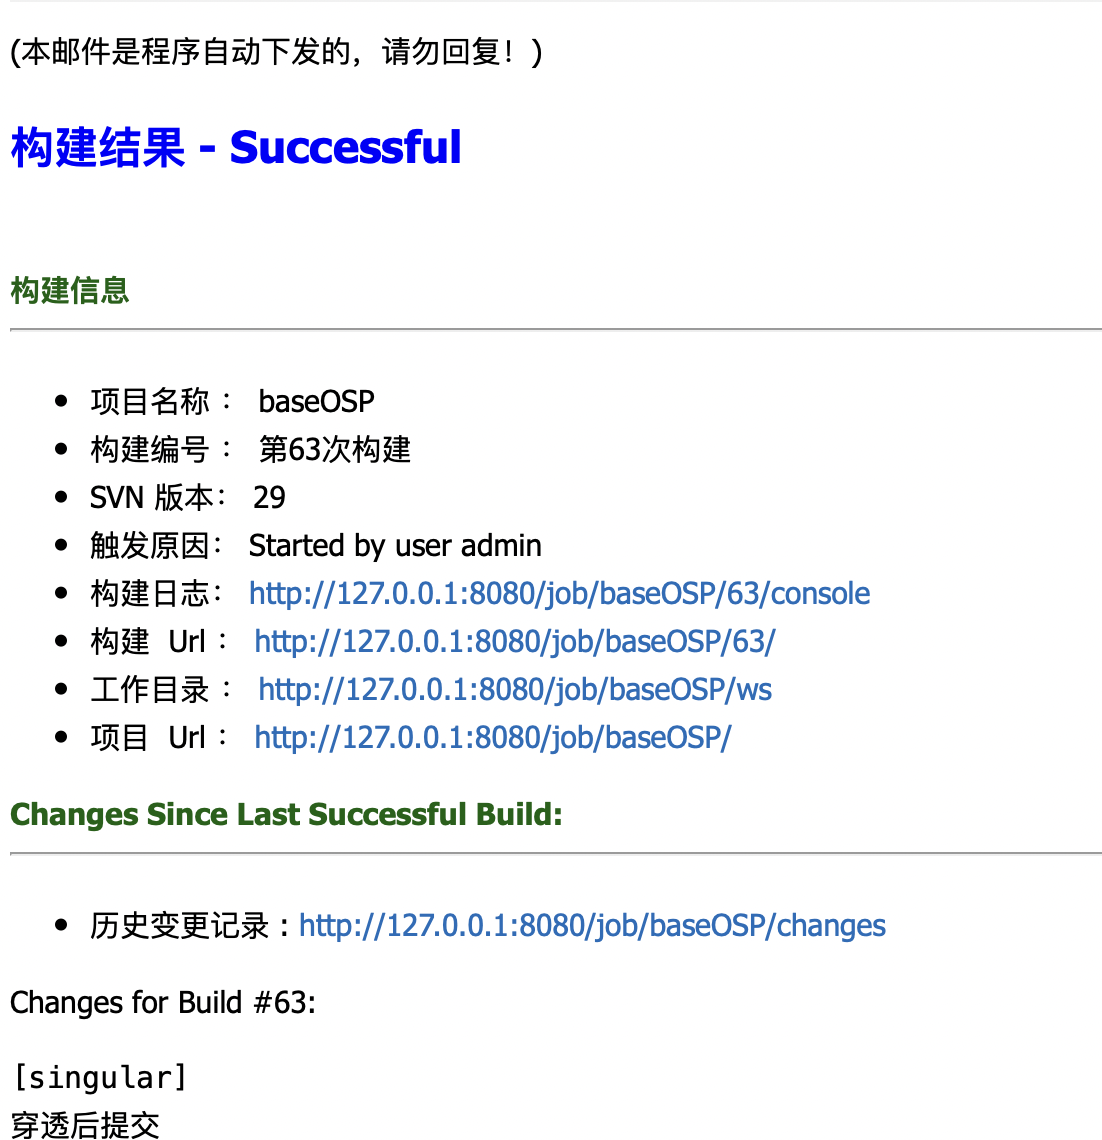 (本邮件是程序自动下发的，请勿回复！)
构建结果 - Successful
构建信息
项目名称： baseOSP
构建编号： 第63次构建
SVN 版本： 29
触发原因： Started by user admin
构建日志： http://127.0.0.1:8080/job/baseOSP/63/console
构建 Url： http://127.0.0.1:8080/job/baseOSP/63/
工作目录： http://127.0.0.1:8080/job/baseOSP/ws
项目 Url： http://127.0.0.1:8080/job/baseOSP/
Changes Since Last Successful Build:
历史变更记录 : http://127.0.0.1:8080/job/baseOSP/changes
Changes for Build #63:
[singular]
穿透后提交